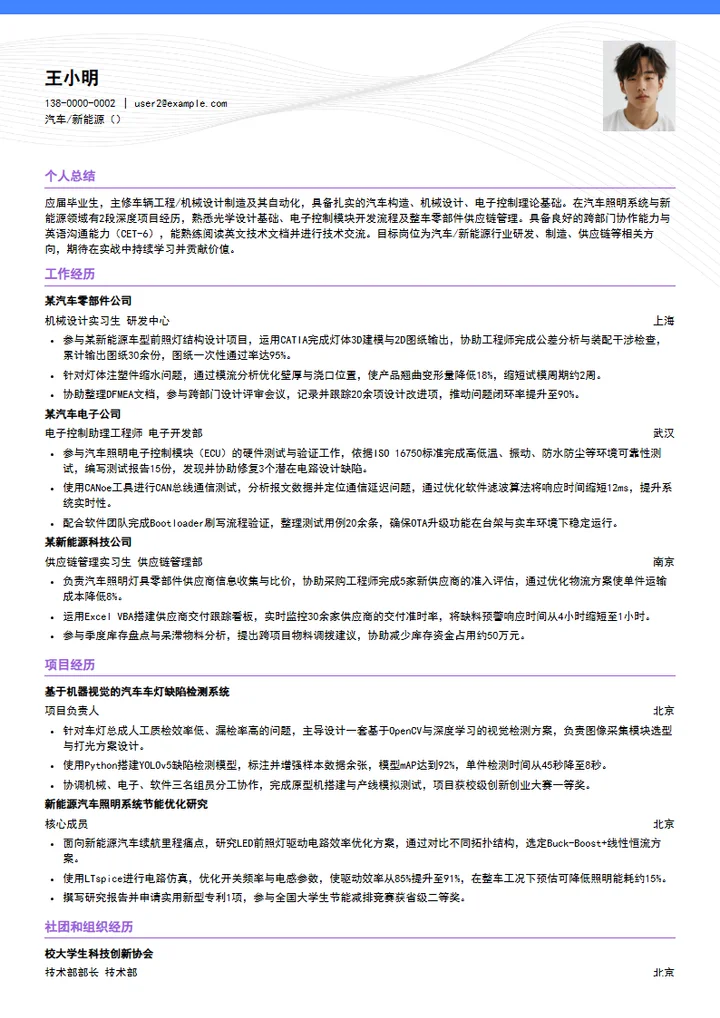 王小明
138-0000-0002 | user2@example.com
汽车/新能源（）
个人总结
应届毕业生，主修车辆工程/机械设计制造及其自动化，具备扎实的汽车构造、机械设计、电子控制理论基础。在汽车照明系统与新
能源领域有2段深度项目经历，熟悉光学设计基础、电子控制模块开发流程及整车零部件供应链管理。具备良好的跨部门协作能力与
英语沟通能力（CET-6），能熟练阅读英文技术文档并进行技术交流。目标岗位为汽车/新能源行业研发、制造、供应链等相关方
向，期待在实战中持续学习并贡献价值。
工作经历
某汽车零部件公司
机械设计实习生 研发中心 上海
• 参与某新能源车型前照灯结构设计项目，运用CATIA完成灯体3D建模与2D图纸输出，协助工程师完成公差分析与装配干涉检查，
累计输出图纸30余份，图纸一次性通过率达95%。
• 针对灯体注塑件缩水问题，通过模流分析优化壁厚与浇口位置，使产品翘曲变形量降低18%，缩短试模周期约2周。
• 协助整理DFMEA文档，参与跨部门设计评审会议，记录并跟踪20余项设计改进项，推动问题闭环率提升至90%。
某汽车电子公司
电子控制助理工程师 电子开发部 武汉
• 参与汽车照明电子控制模块（ECU）的硬件测试与验证工作，依据ISO 16750标准完成高低温、振动、防水防尘等环境可靠性测
试，编写测试报告15份，发现并协助修复3个潜在电路设计缺陷。
• 使用CANoe工具进行CAN总线通信测试，分析报文数据并定位通信延迟问题，通过优化软件滤波算法将响应时间缩短12ms，提升系
统实时性。
• 配合软件团队完成Bootloader刷写流程验证，整理测试用例20余条，确保OTA升级功能在台架与实车环境下稳定运行。
某新能源科技公司
供应链管理实习生 供应链管理部 南京
• 负责汽车照明灯具零部件供应商信息收集与比价，协助采购工程师完成5家新供应商的准入评估，通过优化物流方案使单件运输
成本降低8%。
• 运用Excel VBA搭建供应商交付跟踪看板，实时监控30余家供应商的交付准时率，将缺料预警响应时间从4小时缩短至1小时。
• 参与季度库存盘点与呆滞物料分析，提出跨项目物料调拨建议，协助减少库存资金占用约50万元。
项目经历
基于机器视觉的汽车车灯缺陷检测系统
项目负责人 北京
• 针对车灯总成人工质检效率低、漏检率高的问题，主导设计一套基于OpenCV与深度学习的视觉检测方案，负责图像采集模块选型
与打光方案设计。
• 使用Python搭建YOLOv5缺陷检测模型，标注并增强样本数据余张，模型mAP达到92%，单件检测时间从45秒降至8秒。
• 协调机械、电子、软件三名组员分工协作，完成原型机搭建与产线模拟测试，项目获校级创新创业大赛一等奖。
新能源汽车照明系统节能优化研究
核心成员 北京
• 面向新能源汽车续航里程痛点，研究LED前照灯驱动电路效率优化方案，通过对比不同拓扑结构，选定Buck-Boost+线性恒流方
案。
• 使用LTspice进行电路仿真，优化开关频率与电感参数，使驱动效率从85%提升至91%，在整车工况下预估可降低照明能耗约15%。
• 撰写研究报告并申请实用新型专利1项，参与全国大学生节能减排竞赛获省级二等奖。
社团和组织经历
校大学生科技创新协会
技术部部长 技术部 北京